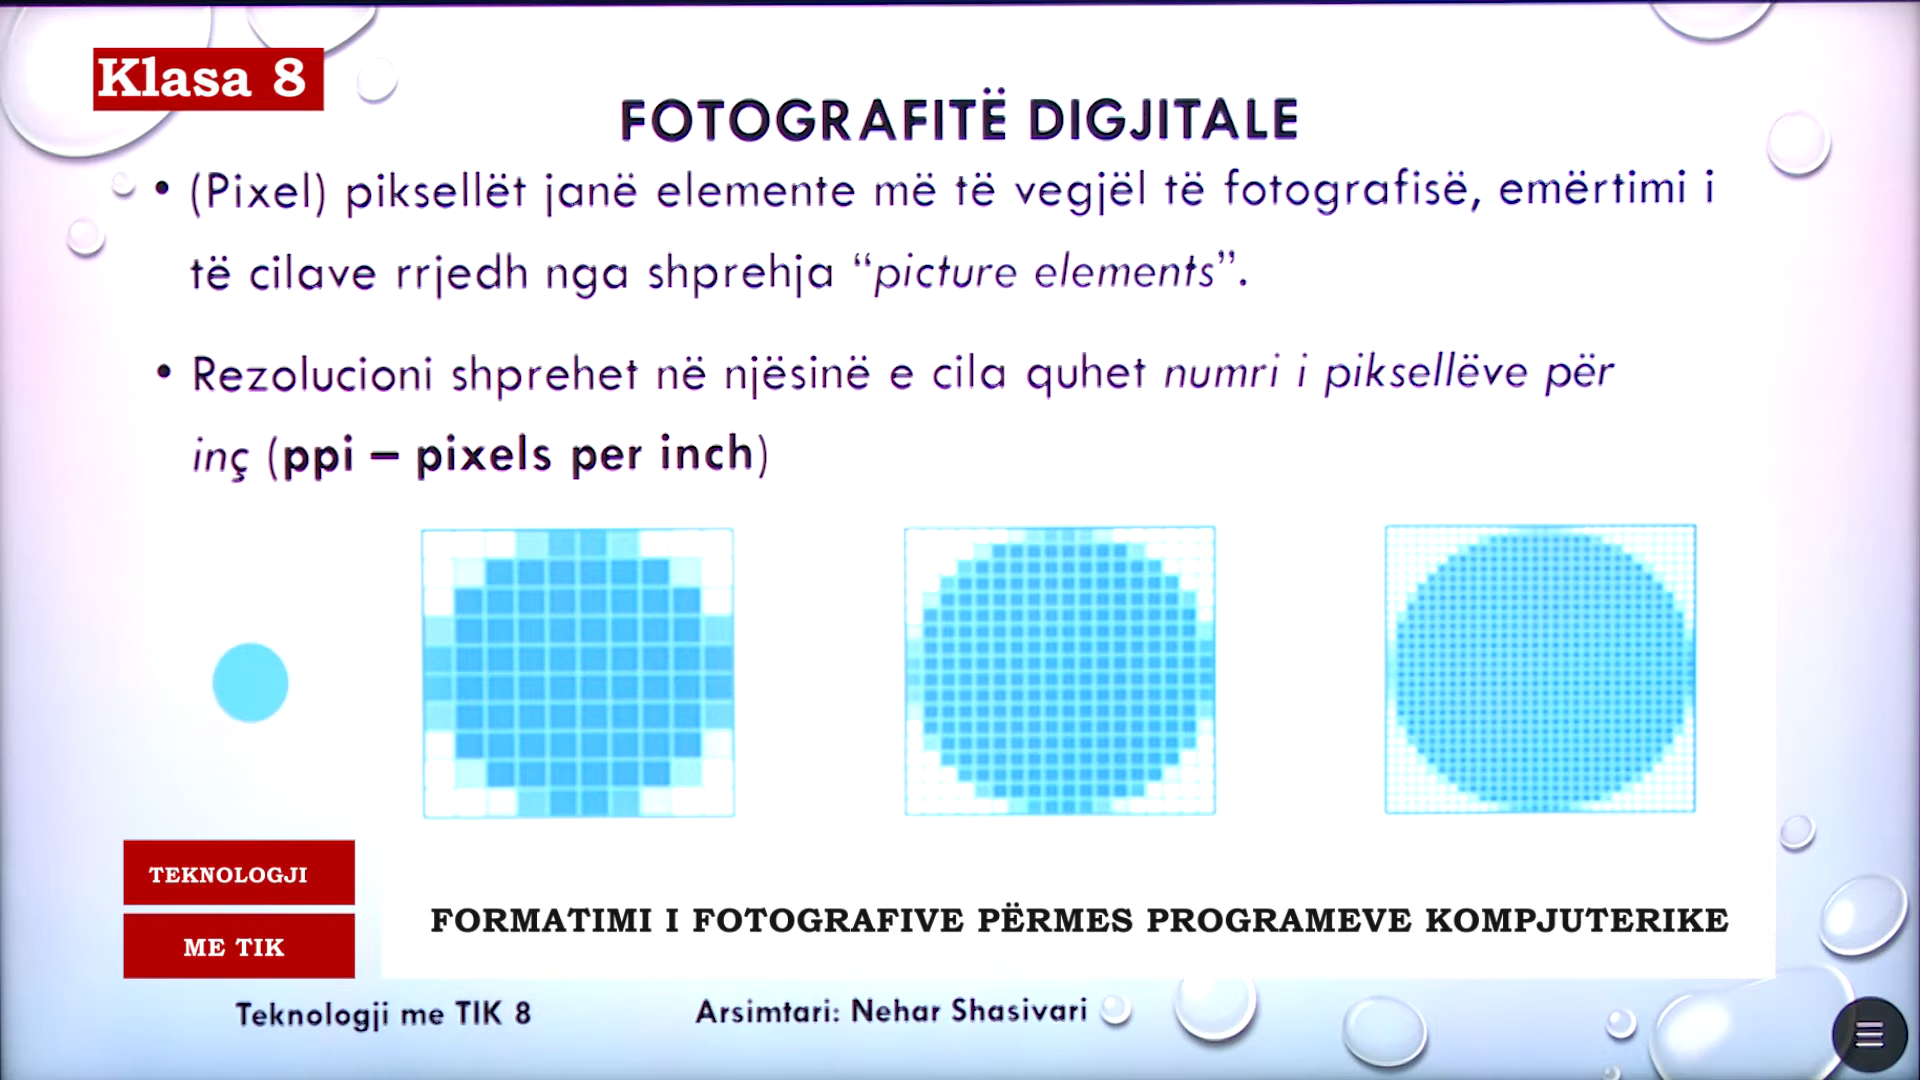 Klasa 8
FOTOGRAFITË DIGJITALE
• (Pixel) piksellët janë elemente më të vegjël të fotografisë, emërtimi i
të cilave rrjedh nga shprehja “picture elements”.
• Rezolucioni shprehet në njësinë e cila quhet numri i piksellëve për
inç (ppi – pixels per inch)
TEKNOLOGJI
ME TIK
FORMATIMI I FOTOGRAFIVE PËRMES PROGRAMEVE KOMPJUTERIKE
Teknologji me TIK 8
Arsimtari: Nehar Shasivari